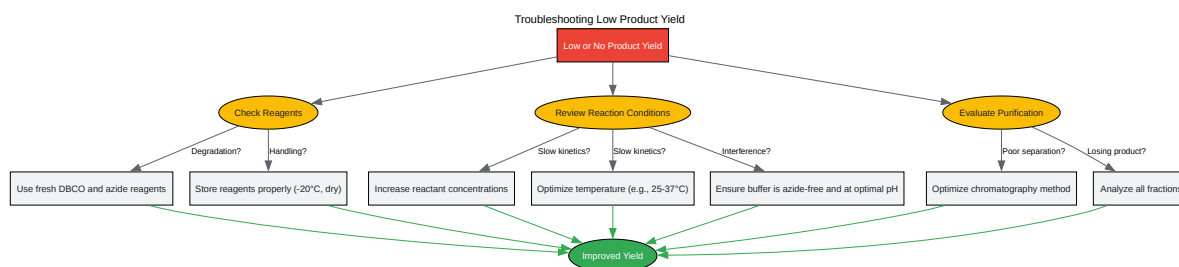 Troubleshooting Low Product Yield
Low or No Product Yield
Check Reagents
Review Reaction Conditions
Evaluate Purification
Degradation?
Handling?
Slow kinetics?
Slow kinetics?
Interference?
Poor separation?
Losing product?
Use fresh DBCO and azide reagents
Store reagents properly (-20°C, dry)
Increase reactant concentrations
Optimize temperature (e.g., 25-37°C)
Ensure buffer is azide-free and at optimal pH
Optimize chromatography method
Analyze all fractions
Improved Yield